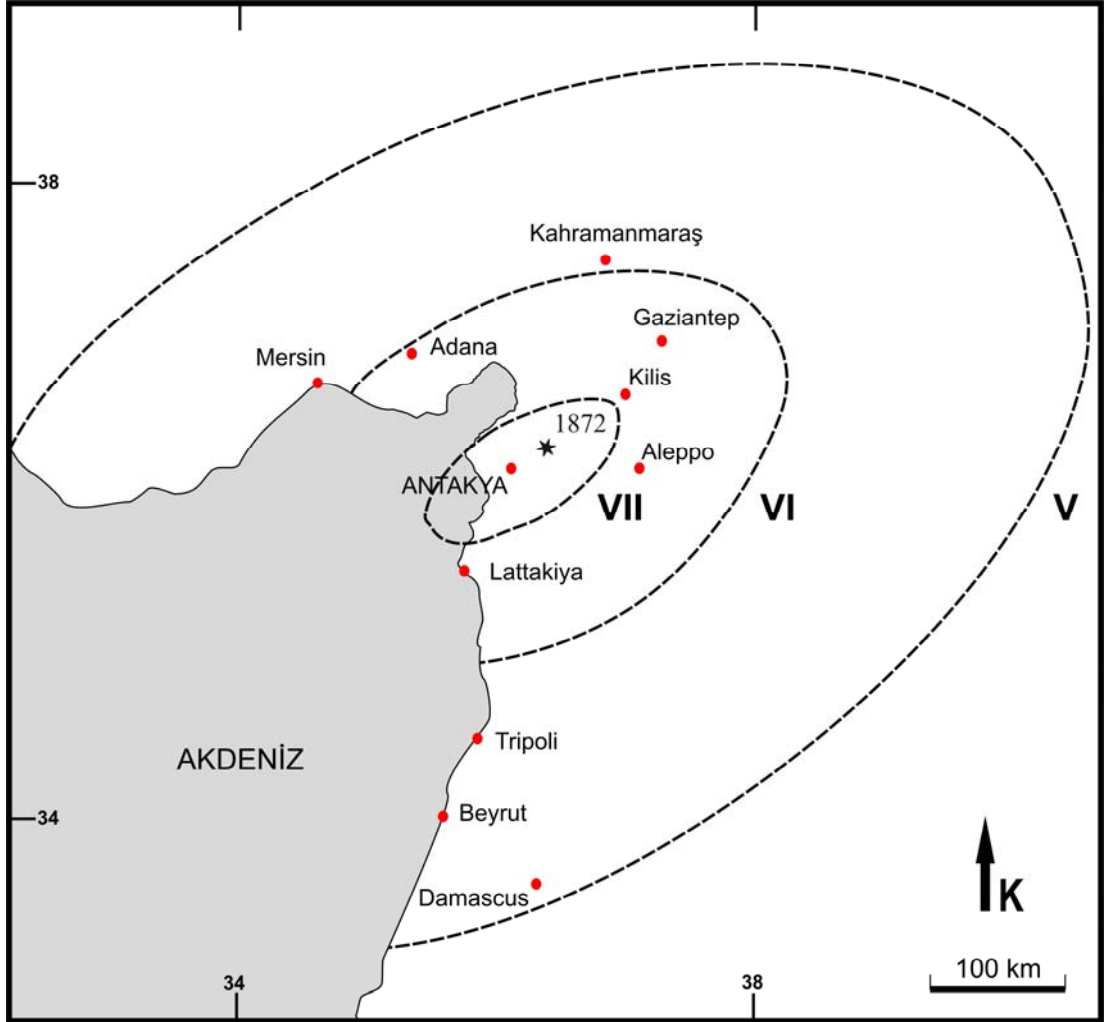 38
Kahramanmaraş
Gaziantep
Adana
Mersin
Kilis
1872
Aleppo
ANTAKYA
VII
VI
V
Lattakiya
Tripoli
AKDENİZ
Beyrut
34
Damascus
K
100 km
34
38